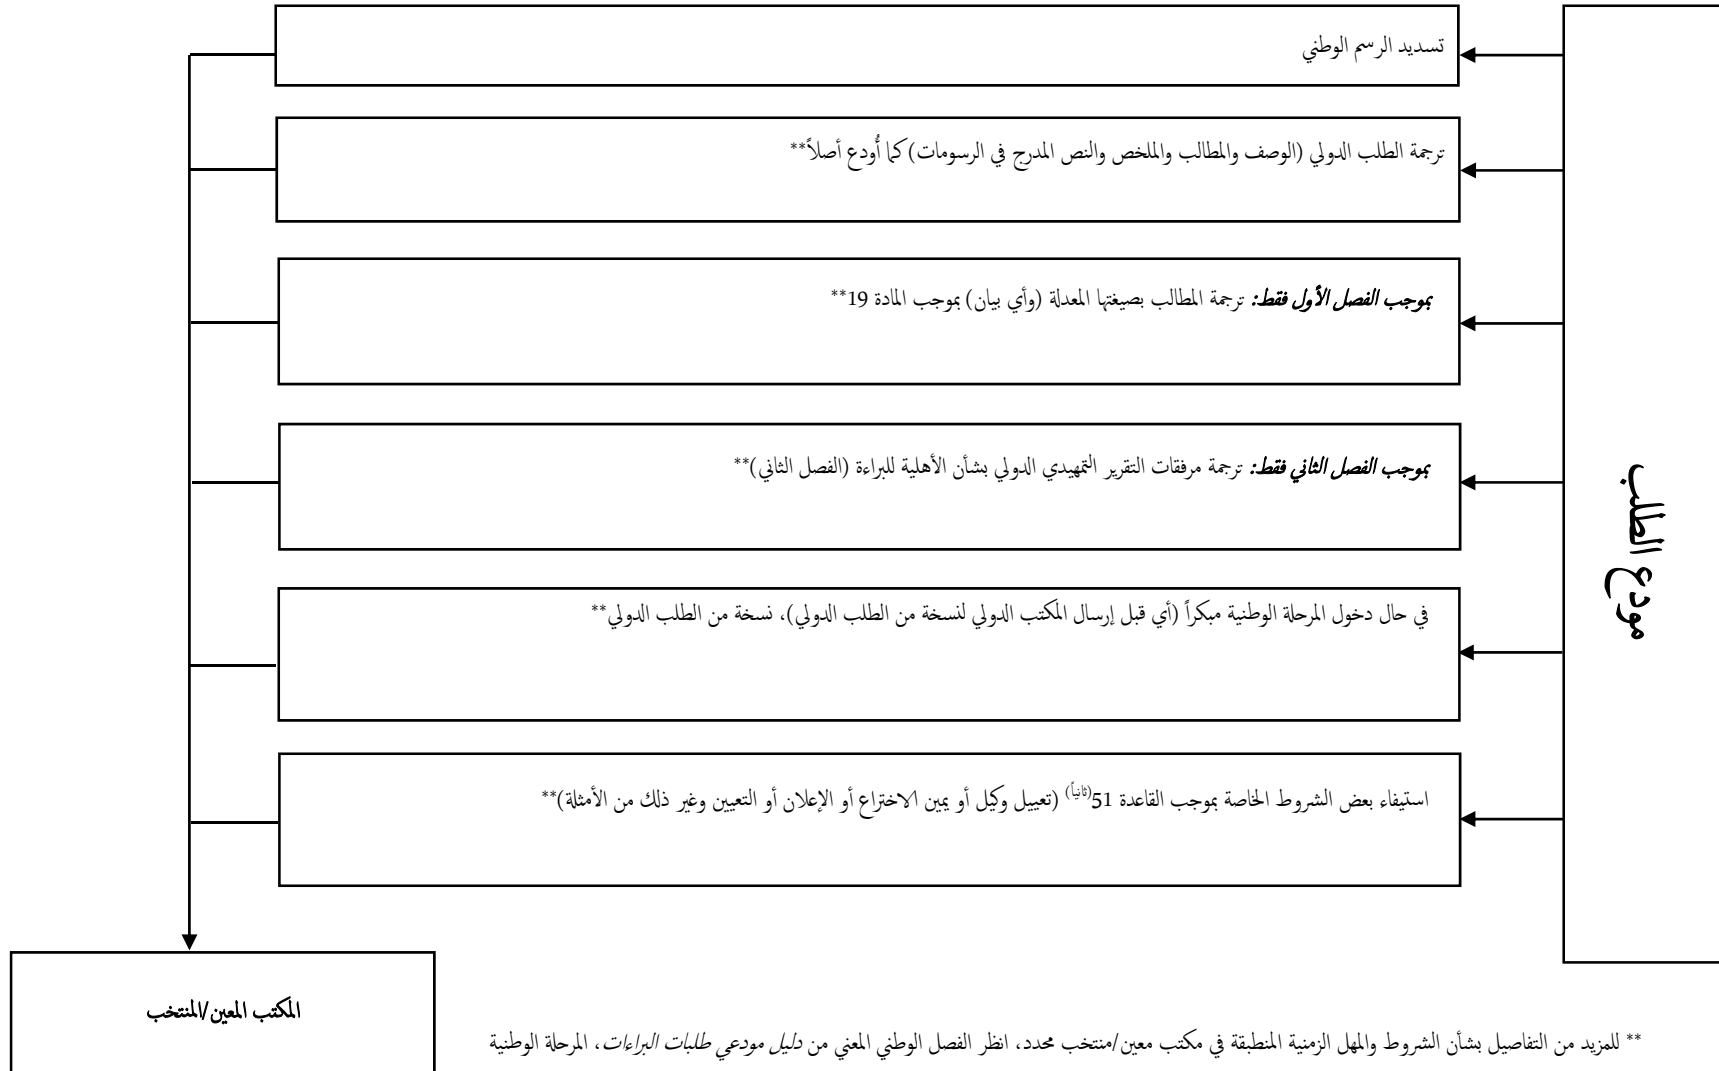 تسديد الرسم الوطني
ترجمة الطلب الدولي (الوصف والمطالب والملخص والنص المدرج في الرسومات) كما أُودع أصلاً**
بموجب الفصل الأول فقط: ترجمة المطالب بصيغتها المعدلة (وأي بيان) بموجب المادة 19**
بموجب الفصل الثاني فقط: ترجمة مرفقات التقرير التمهيدي الدولي بشأن الأهلية للبراءة (الفصل الثاني)**
في حال دخول المرحلة الوطنية مبكراً (أي قبل إرسال المكتب الدولي لنسخة من الطلب الدولي)، نسخة من الطلب الدولي**
استيفاء بعض الشروط الخاصة بموجب القاعدة 51(ثانياً) (تعييل وكيل أو يمين الاختراع أو الإعلان أو التعيين وغير ذلك من الأمثلة)**
مودع الطلب
المكتب المعين/المنتخب
** للمزيد من التفاصيل بشأن الشروط والمهل الزمنية المنطبقة في مكتب معين/منتخب محدد، انظر الفصل الوطني المعني من دليل مودعي طلبات البراءات، المرحلة الوطنية